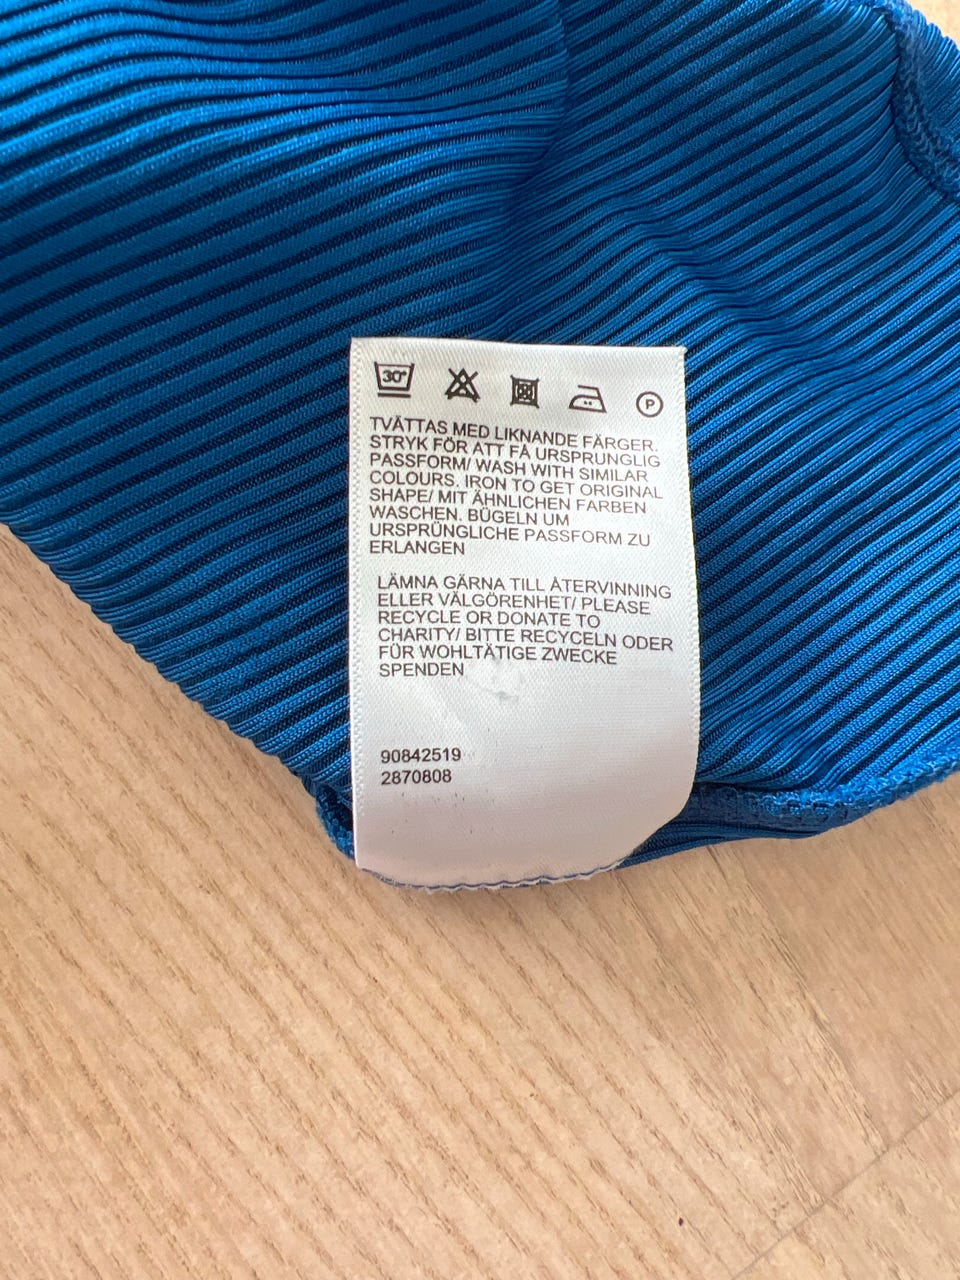 30°
P
TVÄTTAS MED LIKNANDE FÄRGER.
STRYK FÖR ATT FÅ URSPRUNGLIG
PASSFORM/ WASH WITH SIMILAR
COLOURS. IRON TO GET ORIGINAL
SHAPE/ MIT ÄHNLICHEN FARBEN
WASCHEN. BÜGELN UM
URSPRÜNGLICHE PASSFORM ZU
ERLANGEN
LÄMNA GÄRNA TILL ÅTERVINNING
ELLER VÄLGÖRENHET/ PLEASE
RECYCLE OR DONATE TO
CHARITY/ BITTE RECYCELN ODER
FÜR WOHLTÄTIGE ZWECKE
SPENDEN
90842519
2870808